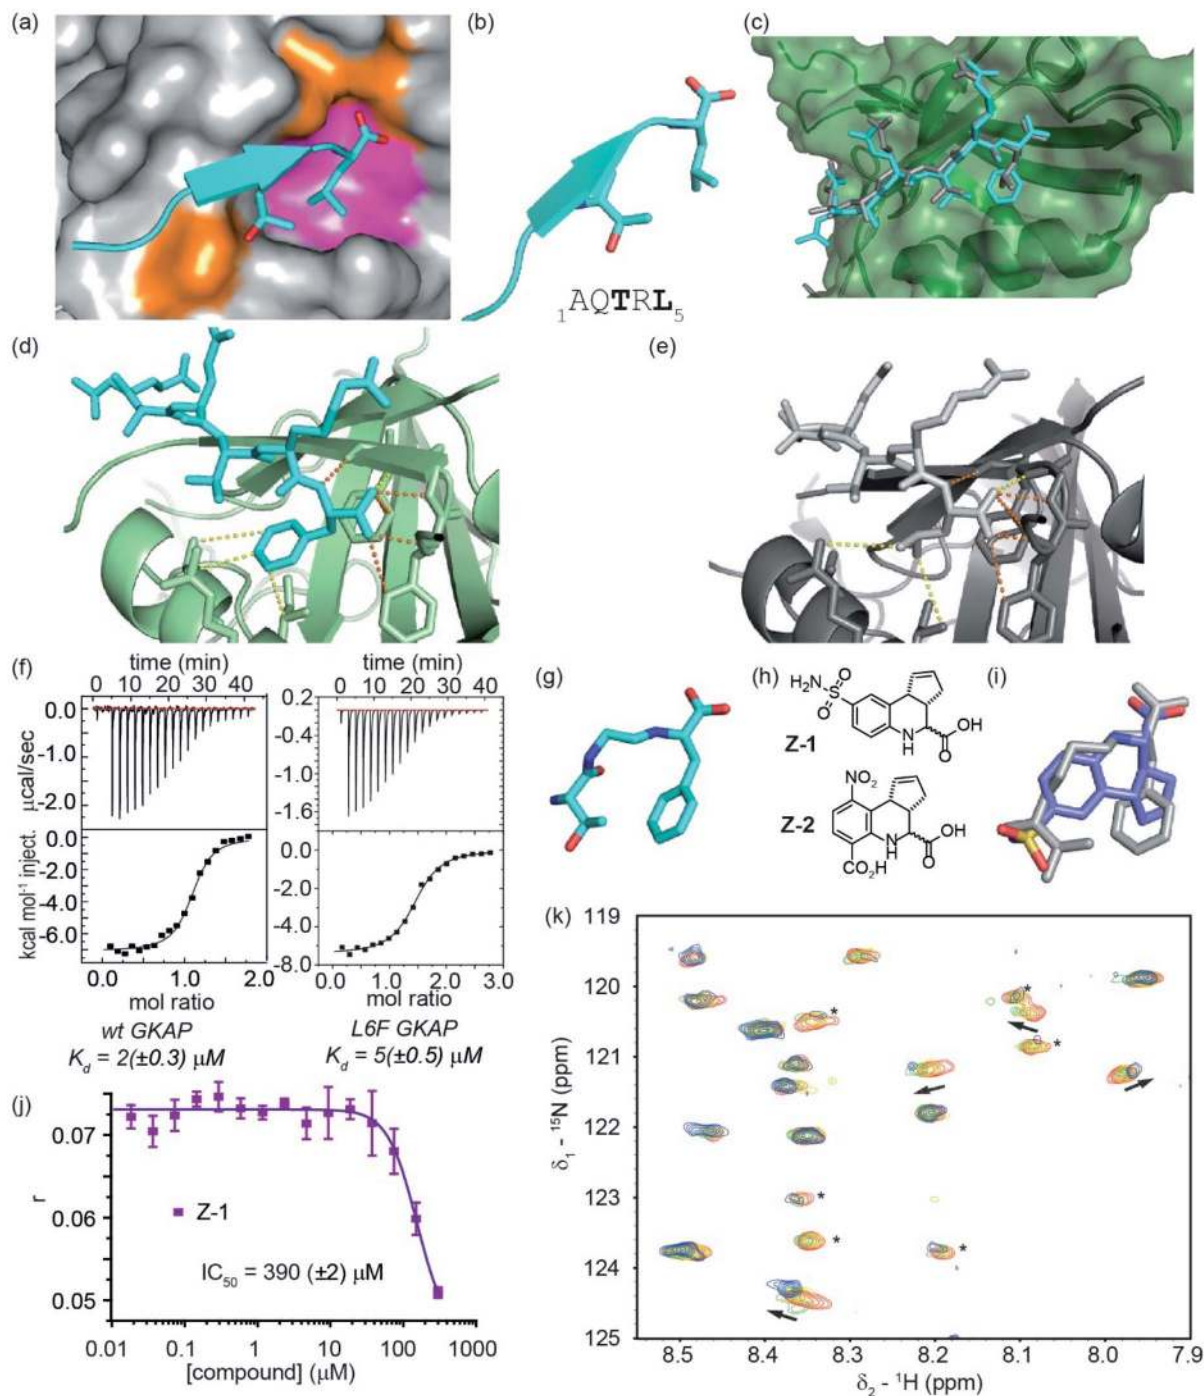 (a)
(b)
(c)
₁AQTRL₅
(d)
(e)
(f)
time (min)
0 10 20 30 40
time (min)
0 10 20 30 40
μcal/sec
0.0
-1.0
-2.0
0.2
-0.4
-1.0
-1.6
kcal mol⁻¹ inject.
0.0
-2.0
-4.0
-6.0
0.0
-2.0
-4.0
-6.0
-8.0
0.0 1.0 2.0
mol ratio
0.0 1.0 2.0 3.0
mol ratio
wt GKAP
K_d = 2(±0.3) μM
L6F GKAP
K_d = 5(±0.5) μM
(g)
(h)
H₂N
S
O
O
N
H
O
OH
Z-1
NO₂
Z-2
N
H
O
OH
CO₂H
(i)
(j)
r
0.07
0.06
0.05
Z-1
IC₅₀ = 390 (±2) μM
0.01 0.1 1 10 100 1000
[compound] (μM)
(k)
119
120
121
122
123
124
125
δ₁ - ¹⁵N (ppm)
*
*
*
*
*
*
8.5 8.4 8.3 8.2 8.1 8.0 7.9
δ₂ - ¹H (ppm)